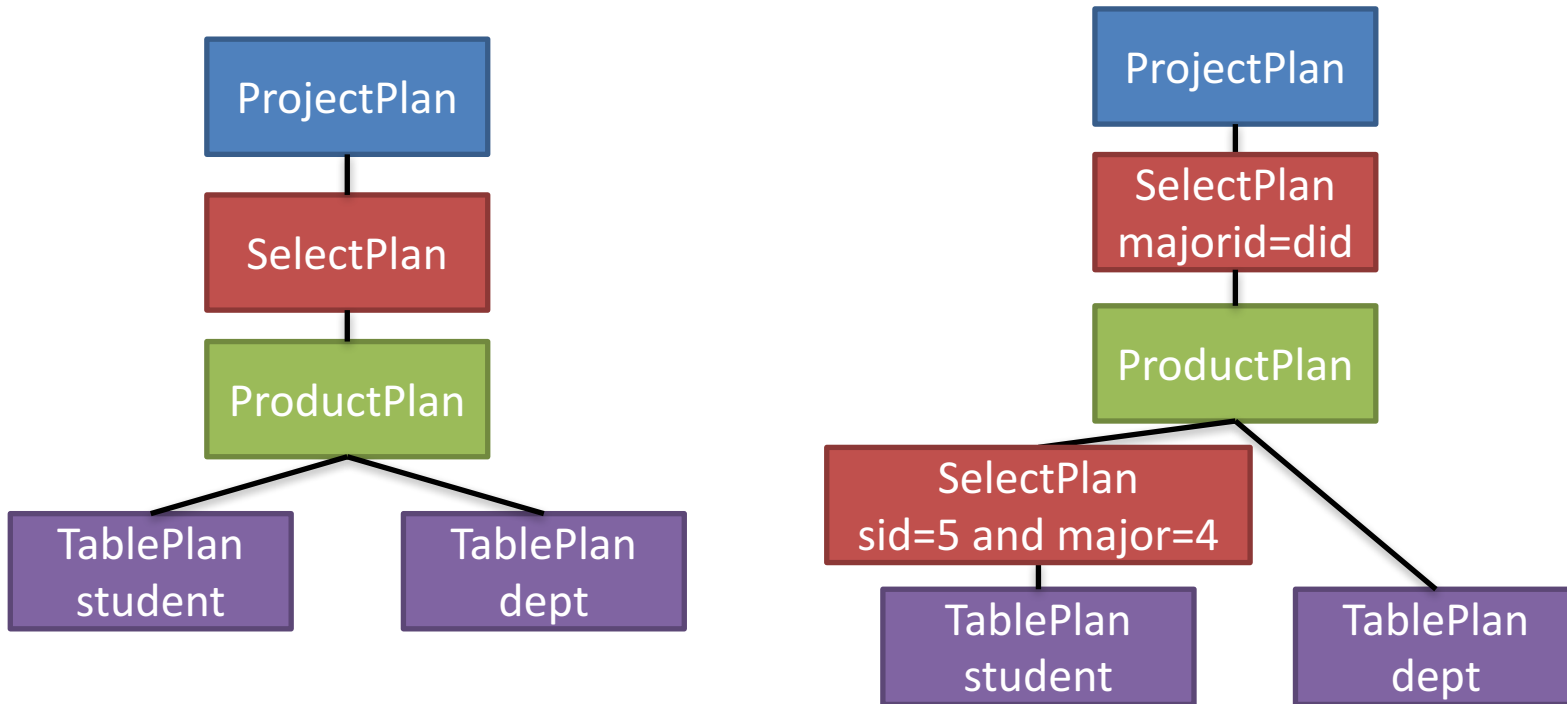 ProjectPlan
SelectPlan
ProductPlan
TablePlan
student
TablePlan
dept
ProjectPlan
SelectPlan
majorid=did
ProductPlan
SelectPlan
sid=5 and major=4
TablePlan
student
TablePlan
dept